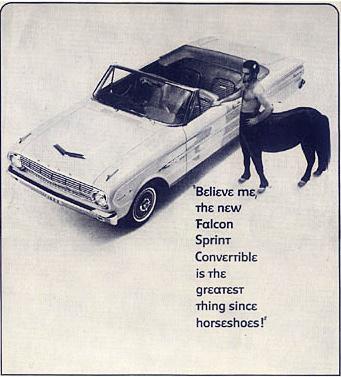 'Believe me,
the new
Falcon
Sprint
Convertible
is the
greatest
thing since
horseshoes!'